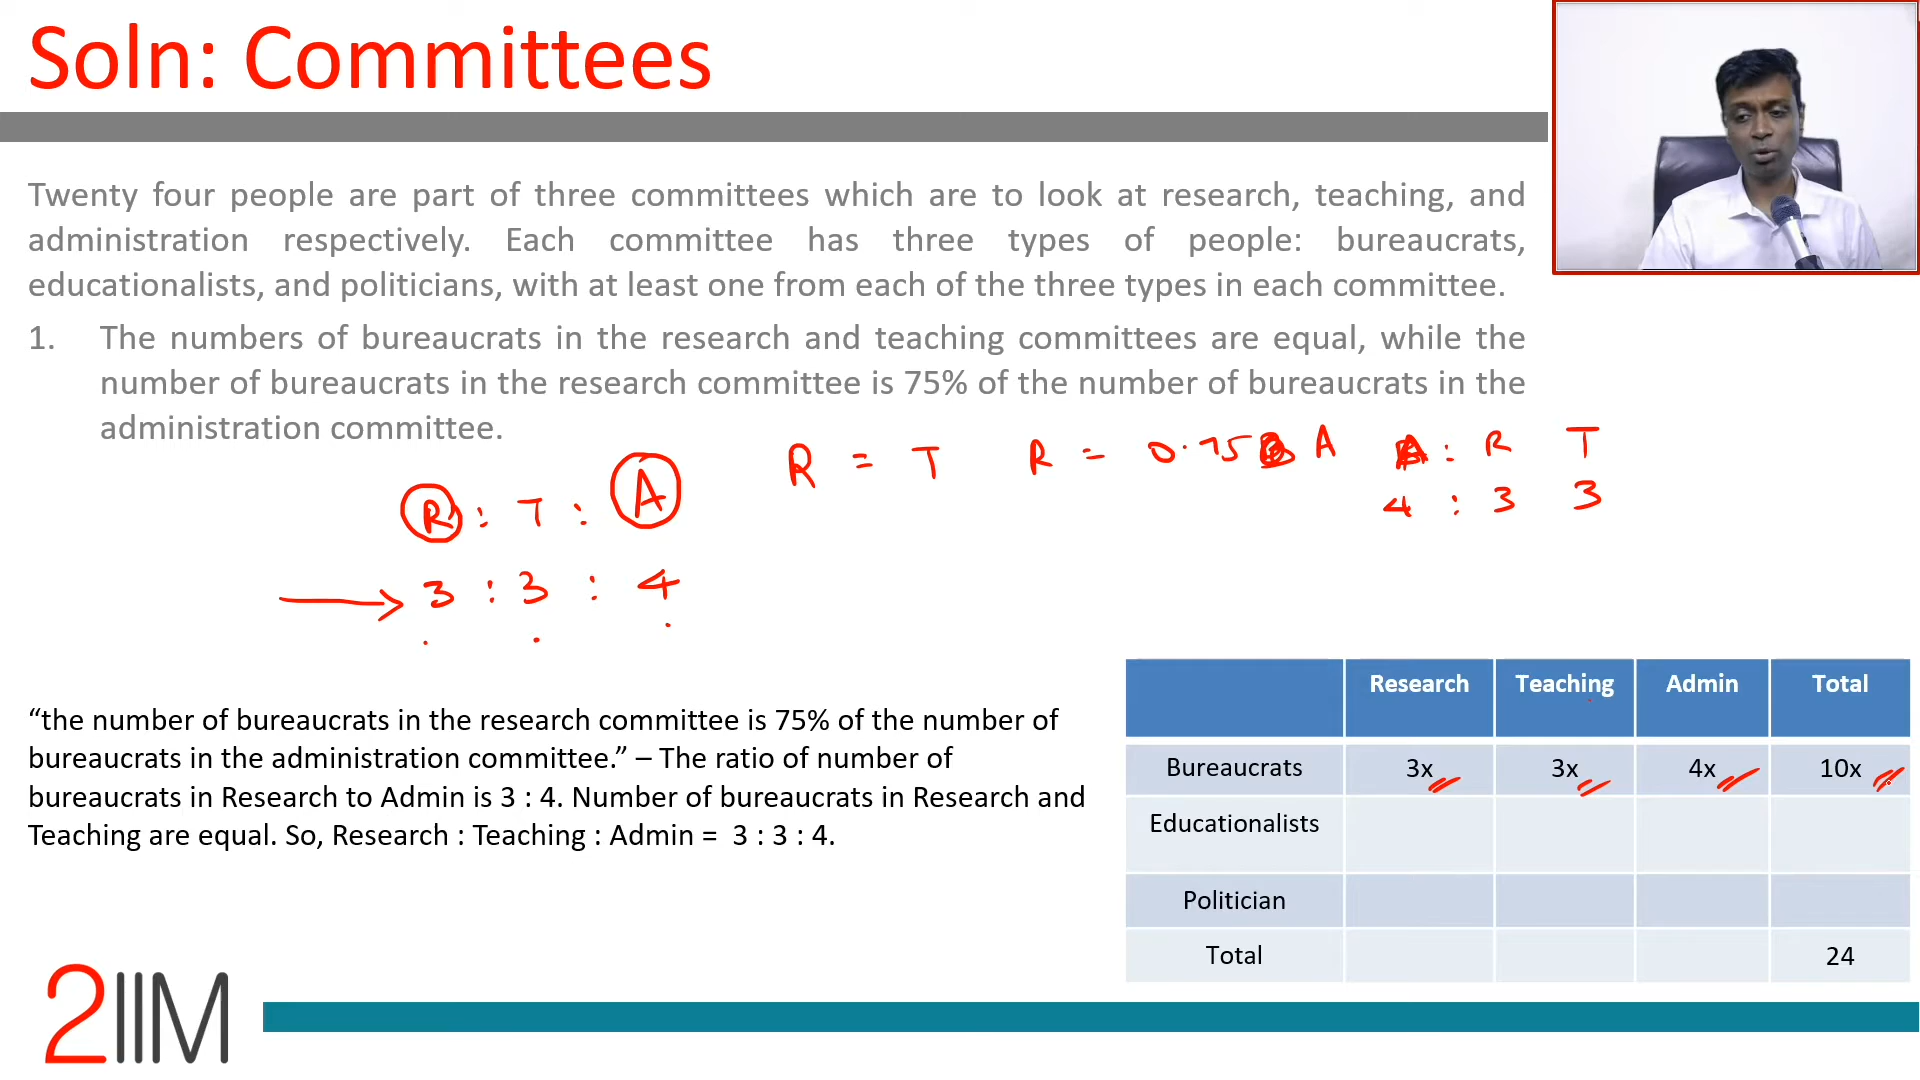 Soln: Committees
Twenty four people are part of three committees which are to look at research, teaching, and
administration respectively. Each committee has three types of people: bureaucrats,
educationalists, and politicians, with at least one from each of the three types in each committee.
1. The numbers of bureaucrats in the research and teaching committees are equal, while the
number of bureaucrats in the research committee is 75% of the number of bureaucrats in the
administration committee.
R = T R = 0.75 A A : R T
4 : 3 3
R : T : A
3 : 3 : 4
Research Teaching Admin Total
Bureaucrats 3x 3x 4x 10x
Educationalists
Politician
Total 24
“the number of bureaucrats in the research committee is 75% of the number of
bureaucrats in the administration committee.” – The ratio of number of
bureaucrats in Research to Admin is 3 : 4. Number of bureaucrats in Research and
Teaching are equal. So, Research : Teaching : Admin = 3 : 3 : 4.
2IIM